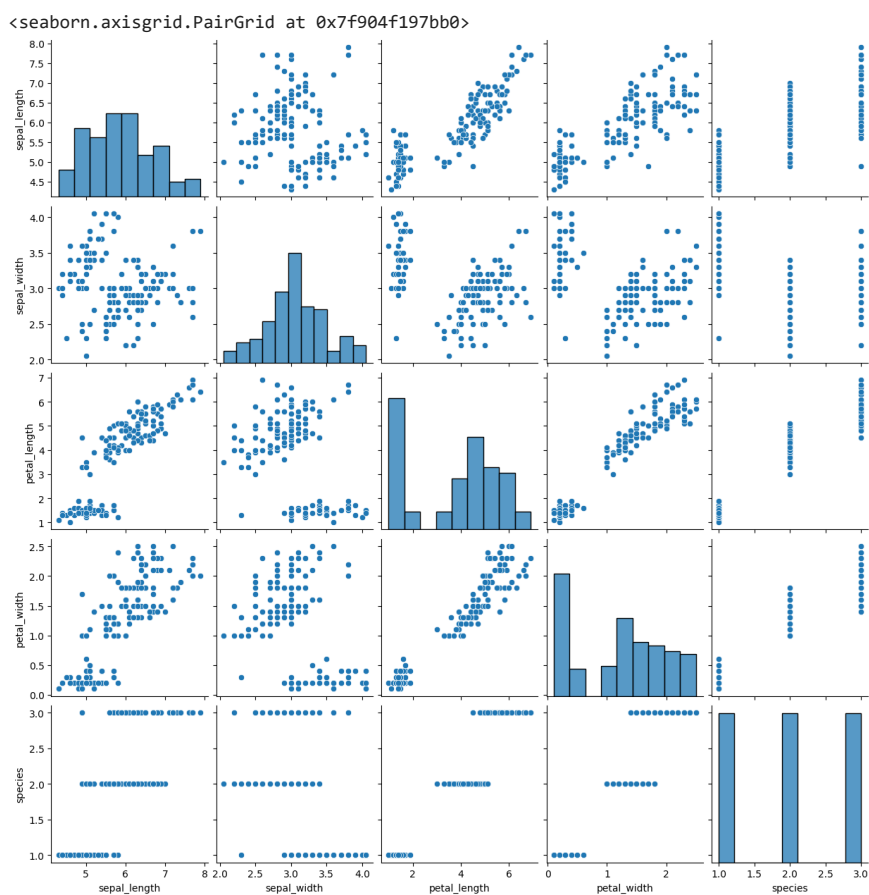 <seaborn.axisgrid.PairGrid at 0x7f904f197bb0>
8.0
7.5
7.0
6.5
6.0
5.5
5.0
4.5
sepal_length
4.0
3.5
3.0
2.5
2.0
sepal_width
7
6
5
4
3
2
1
petal_length
2.5
2.0
1.5
1.0
0.5
0.0
petal_width
3.0
2.5
2.0
1.5
1.0
species
5 6 7 8
2.0 2.5 3.0 3.5 4.0
2 4 6
0 1 2
1.0 1.5 2.0 2.5 3.0
sepal_length sepal_width petal_length petal_width species